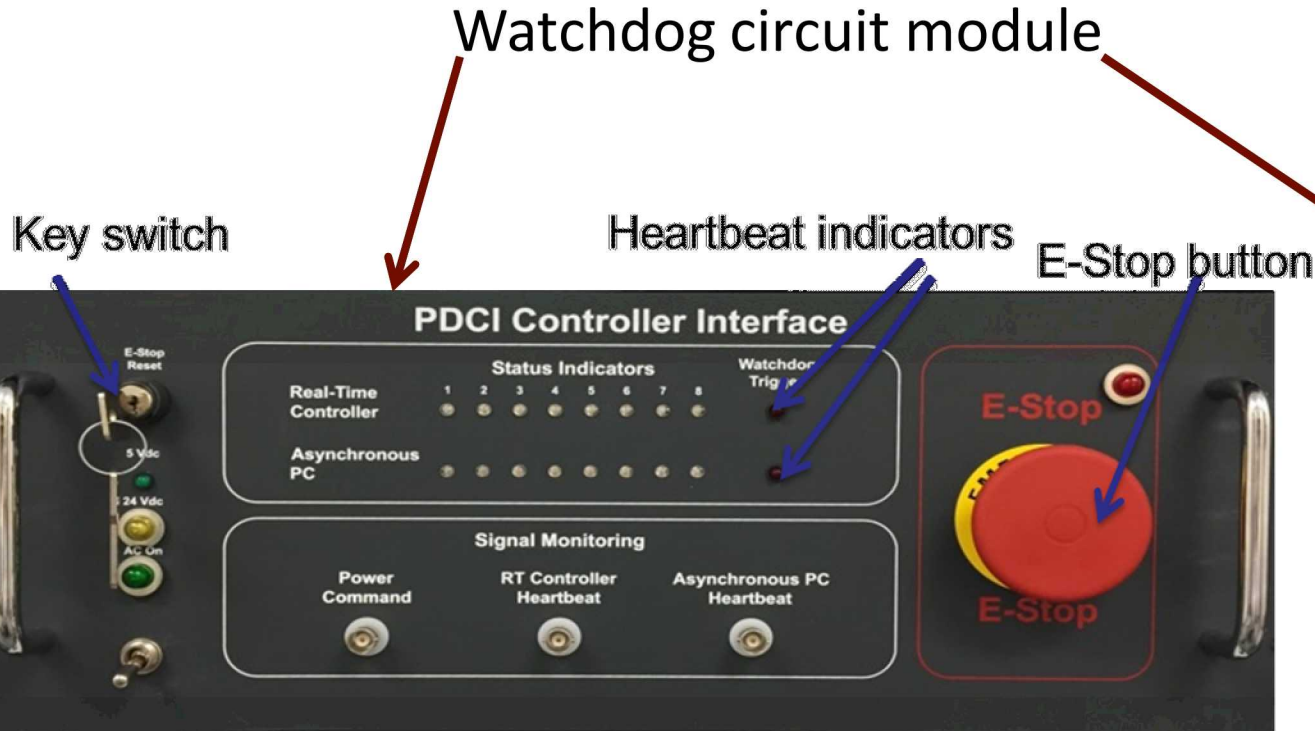 Watchdog circuit module
Key switch
Heartbeat indicators
E-Stop button
PDCI Controller Interface
E-Stop
Reset
Status Indicators
Watchdog
Trigger
Real-Time
Controller
1 2 3 4 5 6 7 8
Asynchronous
PC
5 Vdc
24 Vdc
AC On
Signal Monitoring
Power
Command
RT Controller
Heartbeat
Asynchronous PC
Heartbeat
E-Stop
E-Stop